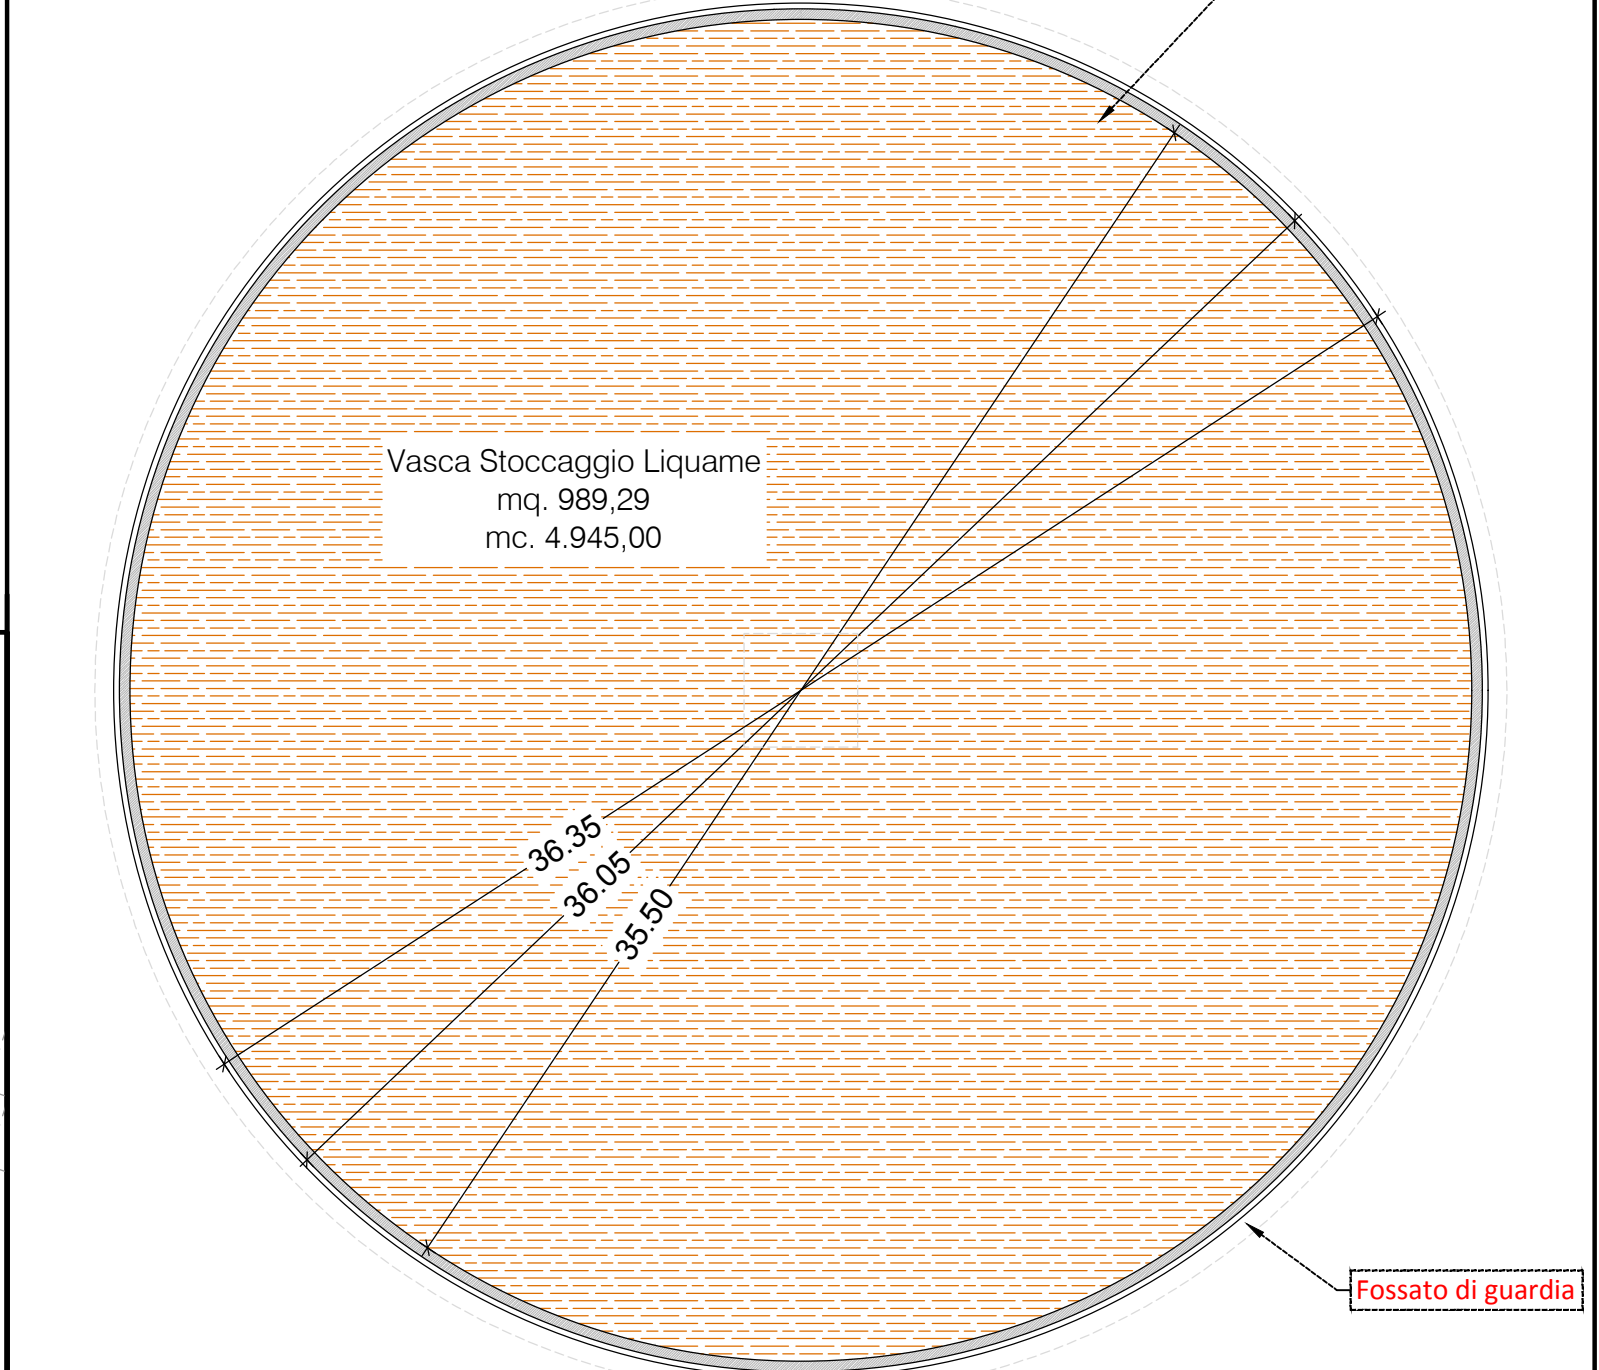 Vasca Stoccaggio Liquame
mq. 989,29
mc. 4.945,00
36.35
36.05
35.50
Fossato di guardia